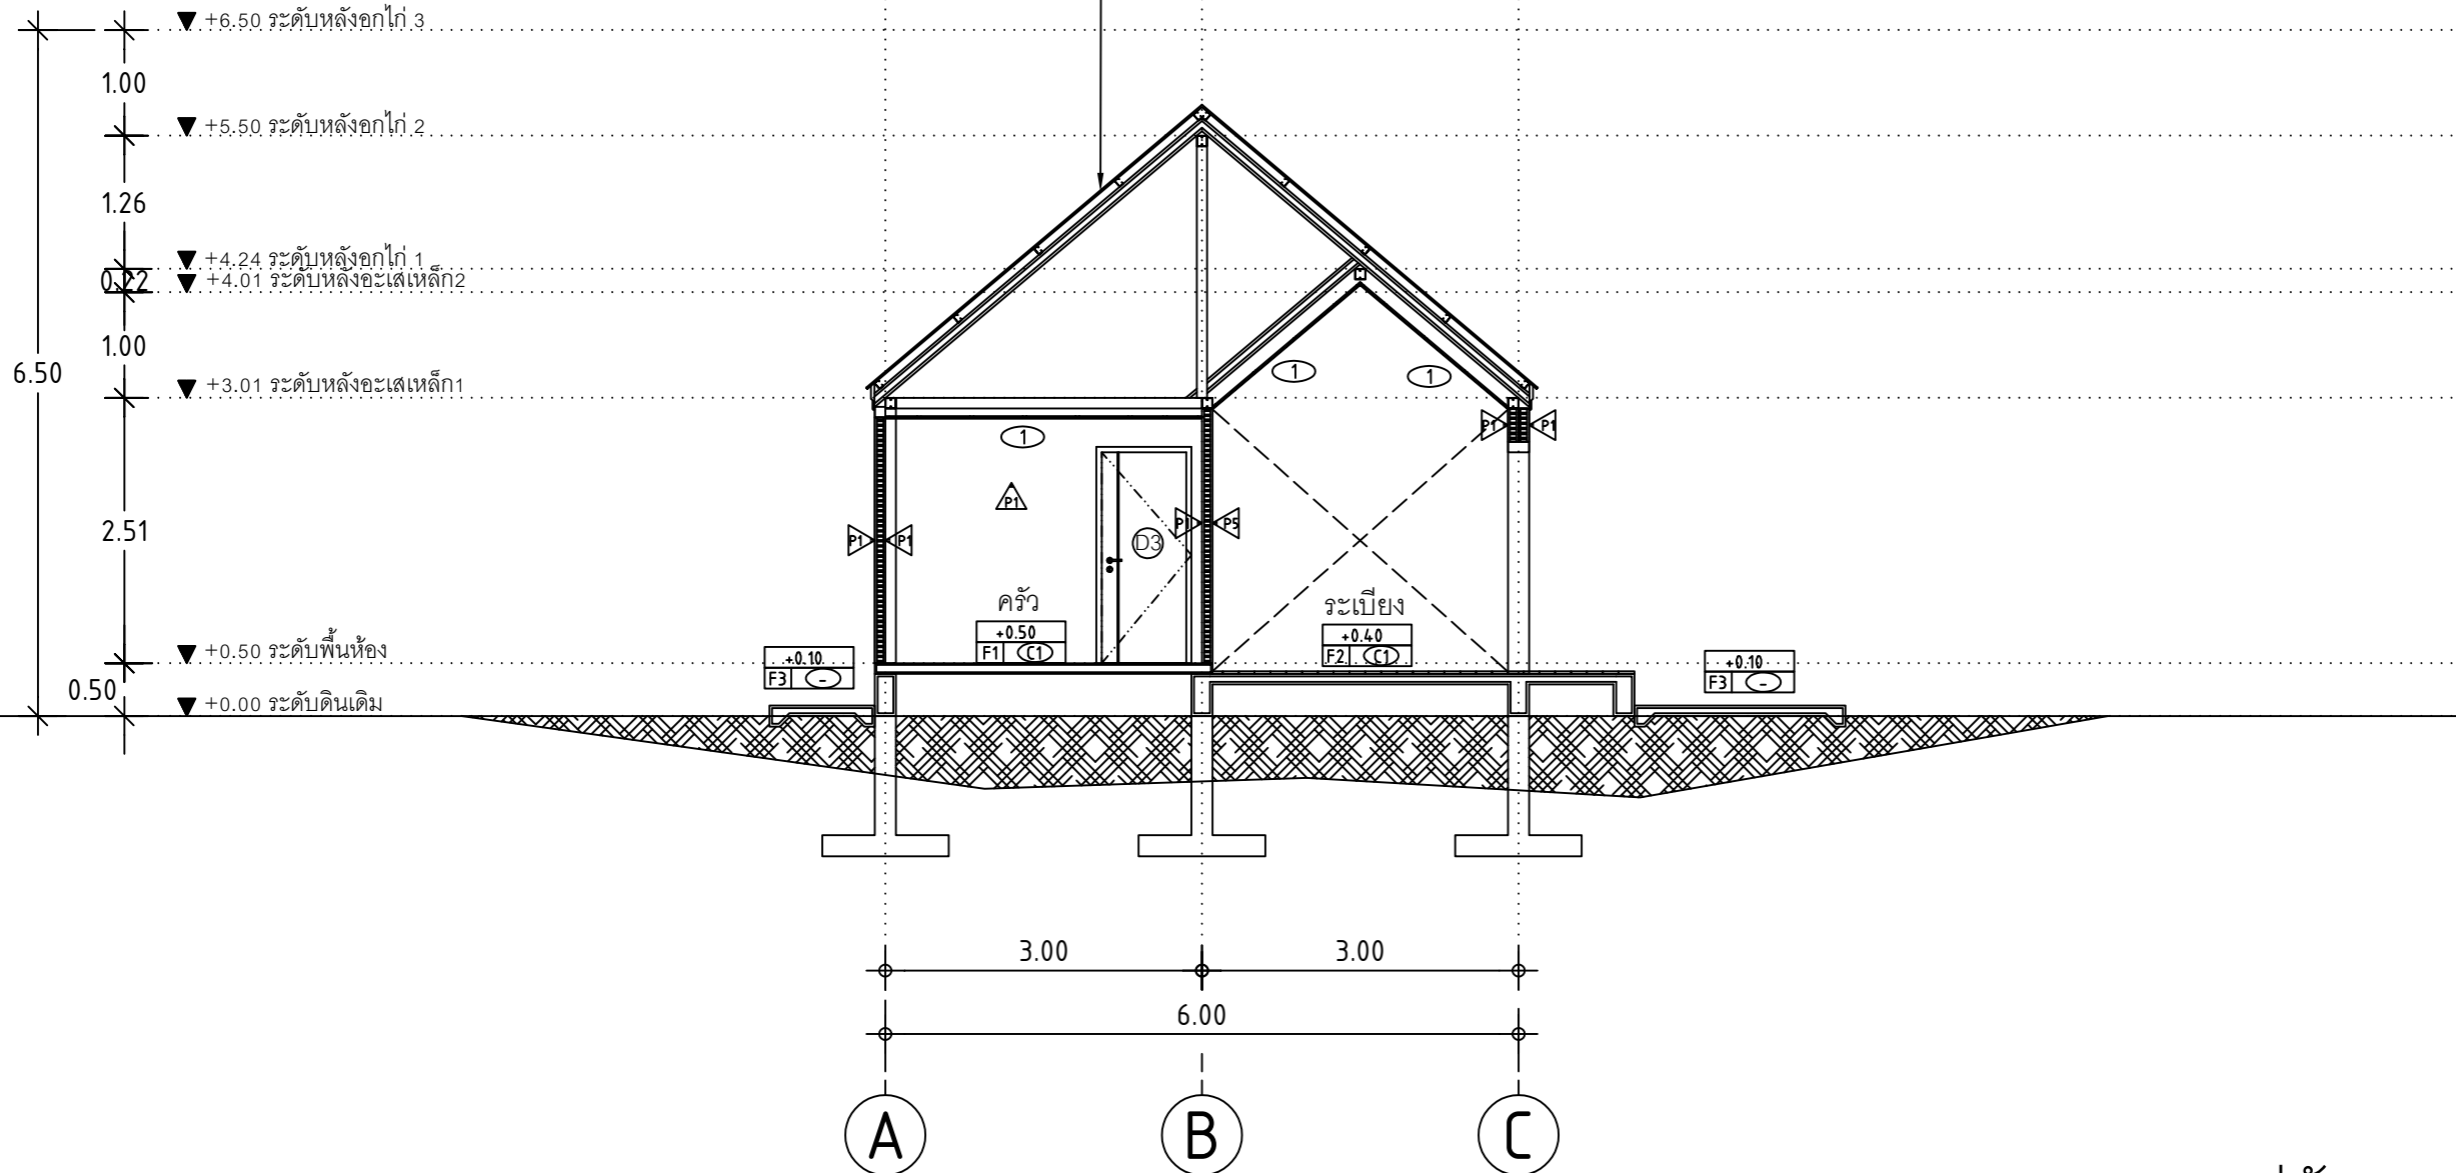 +6.50 ระดับหลังอกไก่ 3
1.00
+5.50 ระดับหลังอกไก่ 2
1.26
+4.24 ระดับหลังอกไก่ 1
0.22
+4.01 ระดับหลังอะเสเหล็ก2
1.00
6.50
+3.01 ระดับหลังอะเสเหล็ก1
1 1
P1 P1
1
P1
2.51
P1 P1
P1 P5
D3
ครัว
ระเบียง
+0.50
F1 C1
+0.40
F2 C1
+0.50 ระดับพื้นห้อง
+0.10
F3 -
+0.10
F3 -
0.50
+0.00 ระดับดินเดิม
3.00 3.00
6.00
A B C